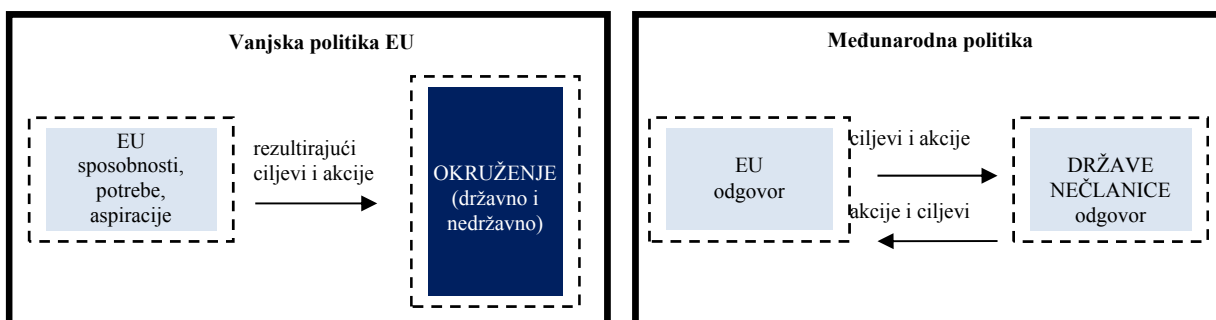 Vanjska politika EU
EU
sposobnosti,
potrebe,
aspiracije
rezultirajući
ciljevi i akcije
OKRUŽENJE
(državno i
nedržavno)
Međunarodna politika
EU
odgovor
ciljevi i akcije
akcije i ciljevi
DRŽAVE
NEČLANICE
odgovor